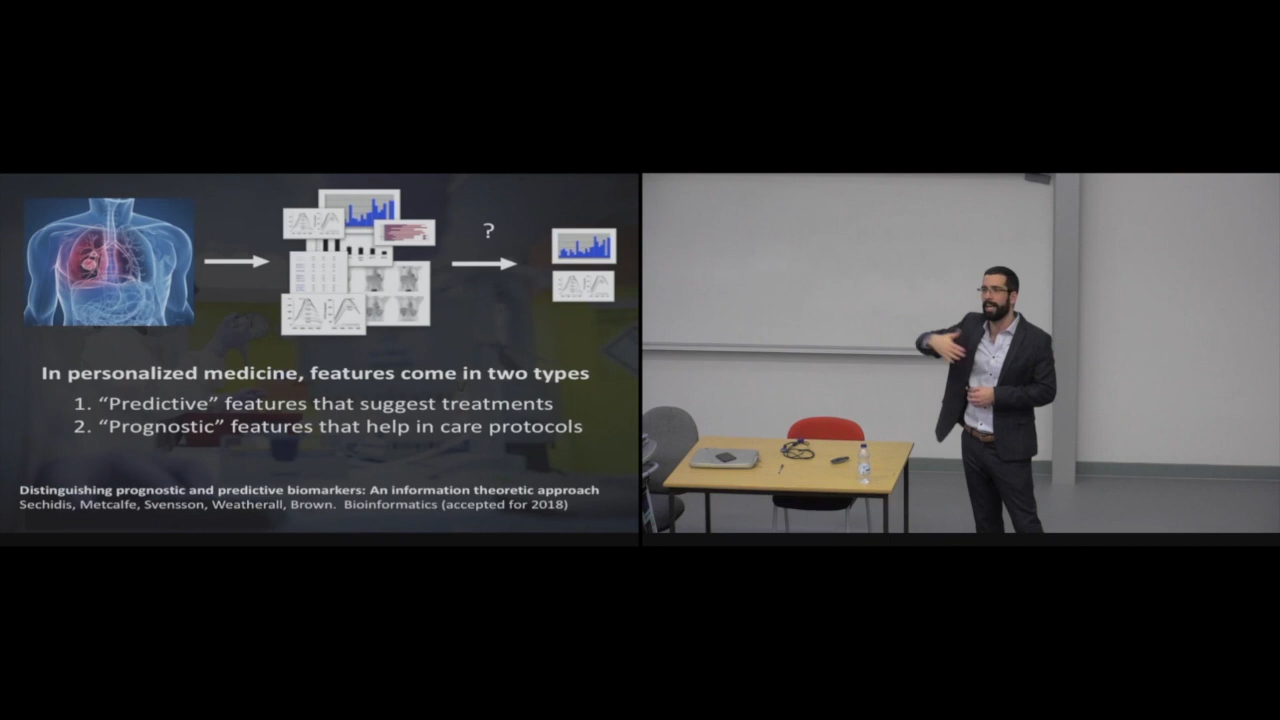 ?
In personalized medicine, features come in two types
1. “Predictive” features that suggest treatments
2. “Prognostic” features that help in care protocols
Distinguishing prognostic and predictive biomarkers: An information theoretic approach
Sechidis, Metcalfe, Svensson, Weatherall, Brown. Bioinformatics (accepted for 2018)